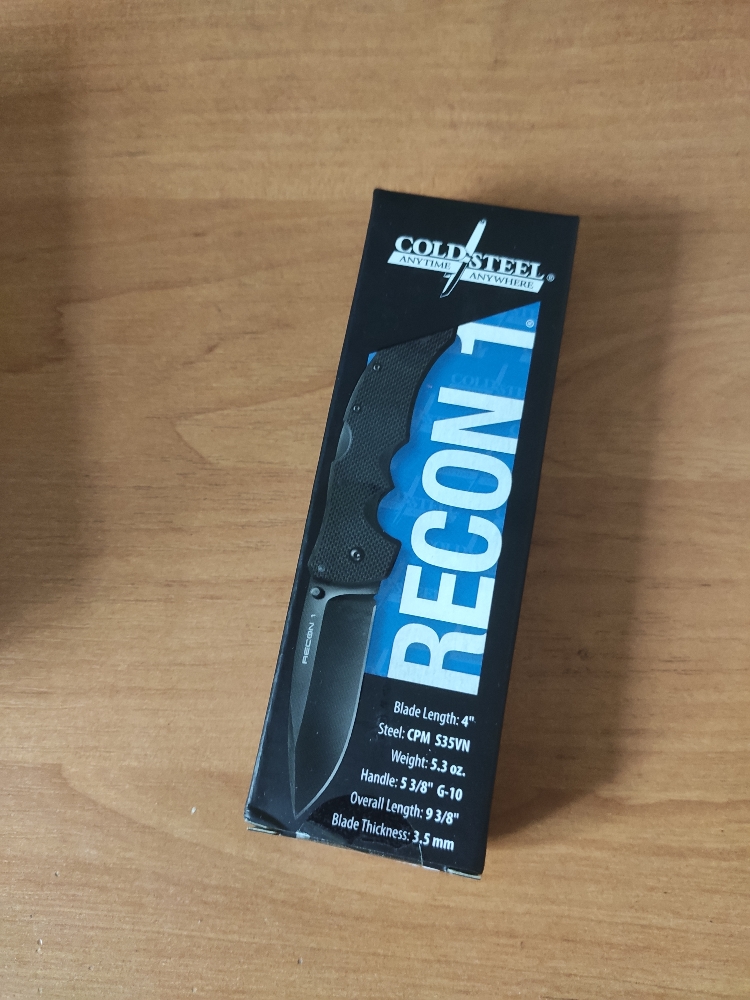 COLD STEEL®
ANYTIME ANYWHERE
RECON 1®
RECON 1
Blade Length: 4"
Steel: CPM S35VN
Weight: 5.3 oz.
Handle: 5 3/8" G-10
Overall Length: 9 3/8"
Blade Thickness: 3.5 mm